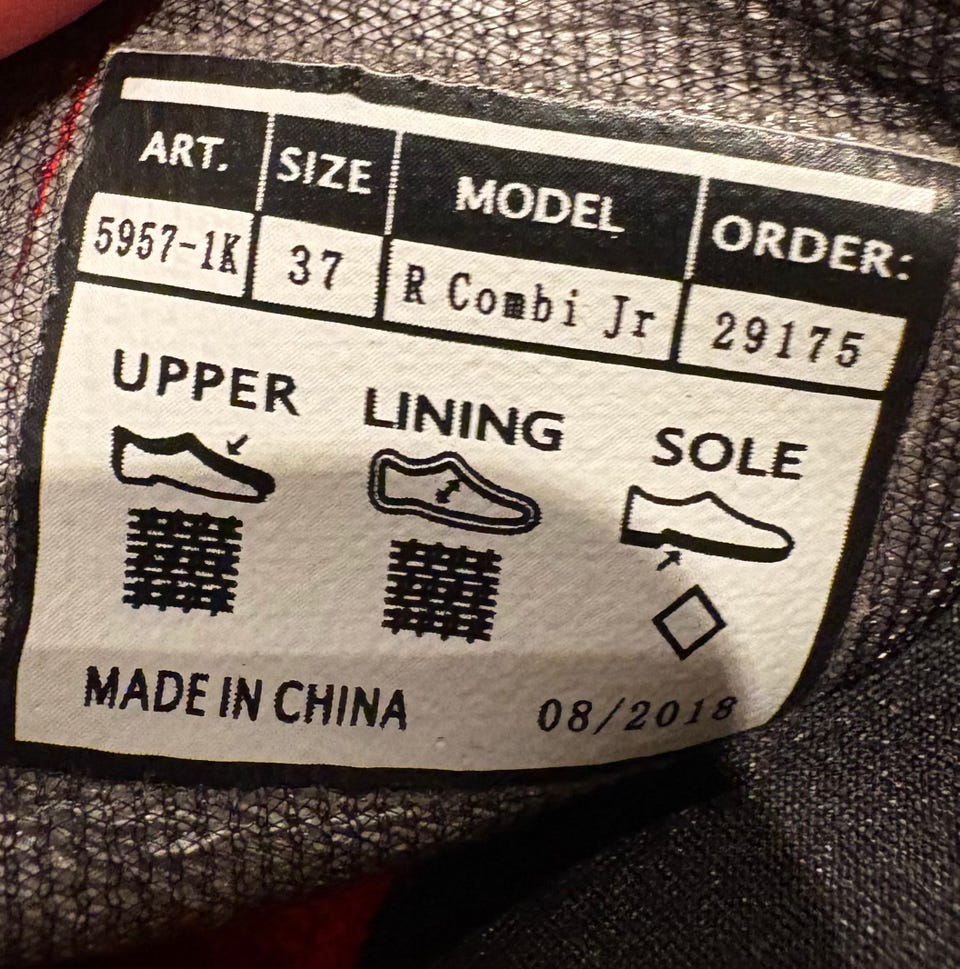 ART. SIZE MODEL ORDER:
5957-1K 37 R Combi Jr 29175
UPPER LINING SOLE
MADE IN CHINA 08/2018